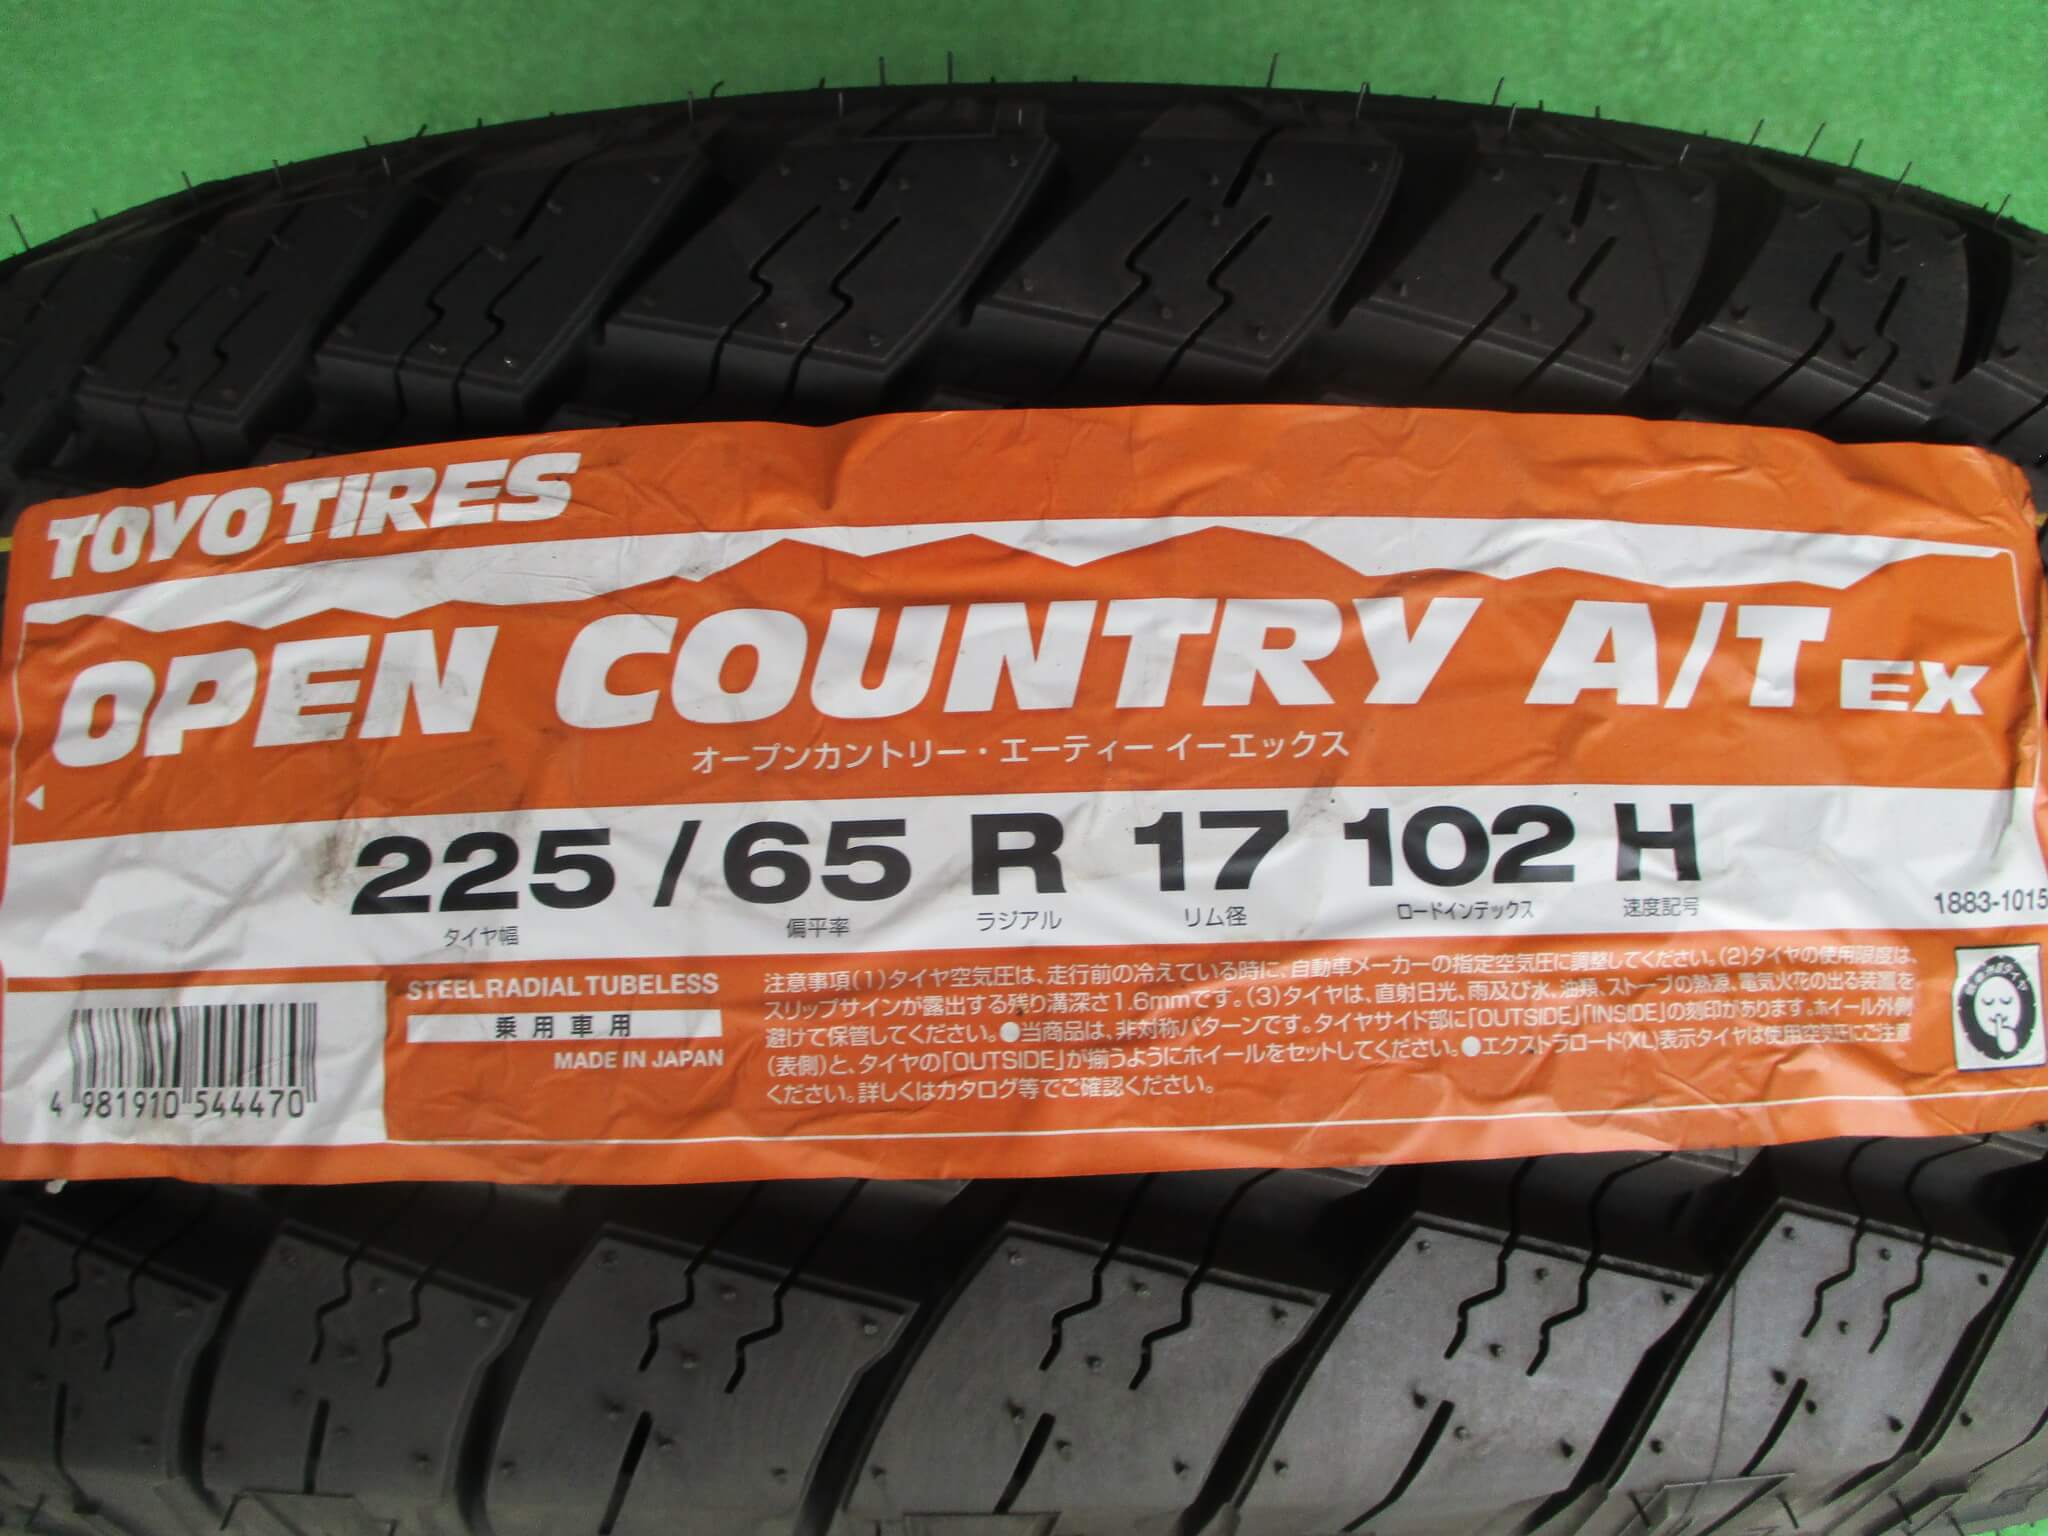 TOYO TIRES
OPEN COUNTRY A/T EX
オープンカントリー・エーティー イーエックス
225 / 65 R 17 102 H
タイヤ幅 偏平率 ラジアル リム径 ロードインデックス 速度記号
1883-1015
STEEL RADIAL TUBELESS
乗用車用
MADE IN JAPAN
注意事項(1)タイヤ空気圧は、走行前の冷えている時に、自動車メーカーの指定空気圧に調整してください。(2)タイヤの使用限度は、
スリップサインが露出する残り溝深さ1.6mmです。(3)タイヤは、直射日光、雨及び水、油類、ストーブの熱源、電気火花の出る装置を
避けて保管してください。●当商品は、非対称パターンです。タイヤサイド部に「OUTSIDE」「INSIDE」の刻印があります。ホイール外側
(表側)と、タイヤの「OUTSIDE」が揃うようにホイールをセットしてください。●エクストラロード(XL)表示タイヤは使用空気圧にご注意
ください。詳しくはカタログ等でご確認ください。
4 981910 544470